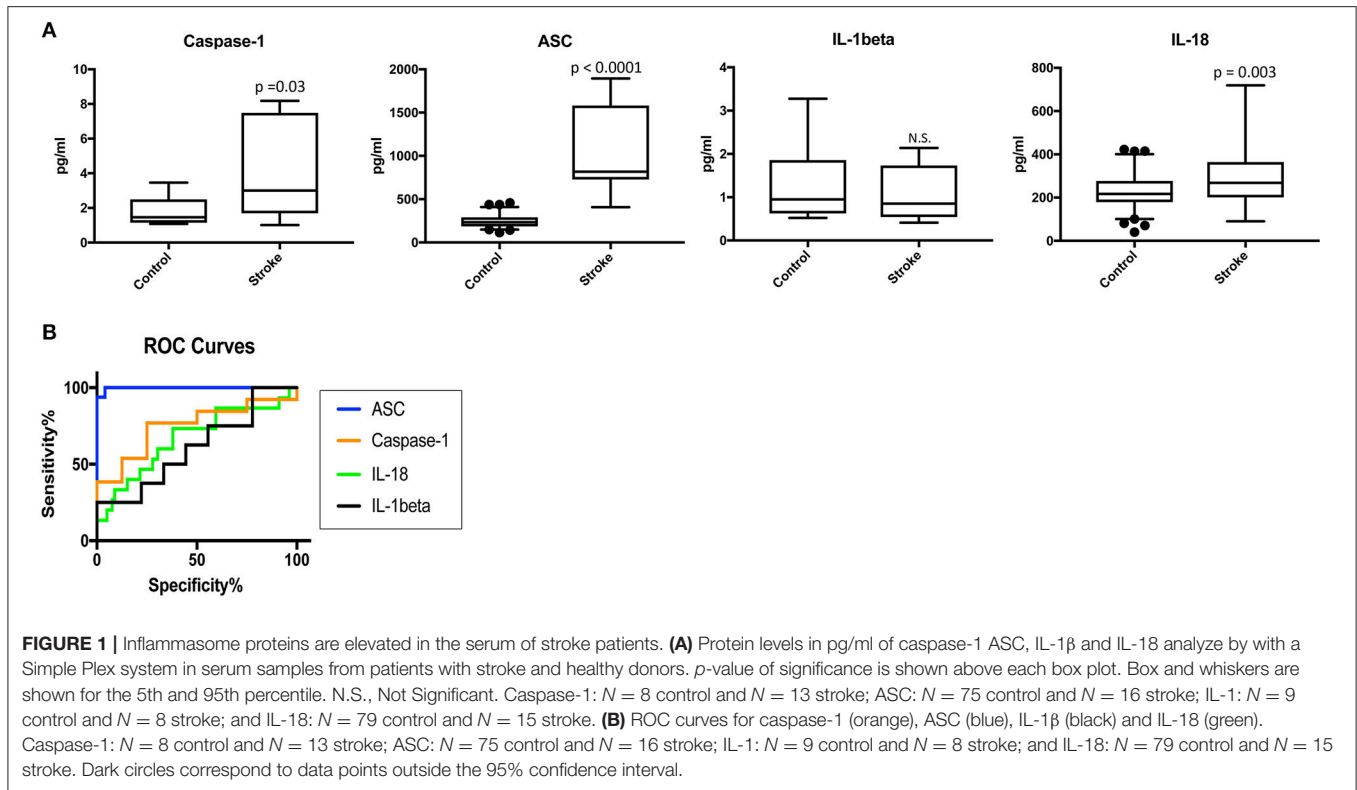 A
Caspase-1
pg/ml
10
8
6
4
2
0
p =0.03
Control
Stroke
ASC
pg/ml
2000
1500
1000
500
0
p < 0.0001
Control
Stroke
IL-1beta
pg/ml
4
3
2
1
0
N.S.
Control
Stroke
IL-18
pg/ml
800
600
400
200
0
p = 0.003
Control
Stroke
B
ROC Curves
Sensitivity%
100
50
0
0
50
100
Specificity%
ASC
Caspase-1
IL-18
IL-1beta
FIGURE 1 | Inflammasome proteins are elevated in the serum of stroke patients. (A) Protein levels in pg/ml of caspase-1 ASC, IL-1β and IL-18 analyze by with a
Simple Plex system in serum samples from patients with stroke and healthy donors. p-value of significance is shown above each box plot. Box and whiskers are
shown for the 5th and 95th percentile. N.S., Not Significant. Caspase-1: N = 8 control and N = 13 stroke; ASC: N = 75 control and N = 16 stroke; IL-1: N = 9
control and N = 8 stroke; and IL-18: N = 79 control and N = 15 stroke. (B) ROC curves for caspase-1 (orange), ASC (blue), IL-1β (black) and IL-18 (green).
Caspase-1: N = 8 control and N = 13 stroke; ASC: N = 75 control and N = 16 stroke; IL-1: N = 9 control and N = 8 stroke; and IL-18: N = 79 control and N = 15
stroke. Dark circles correspond to data points outside the 95% confidence interval.